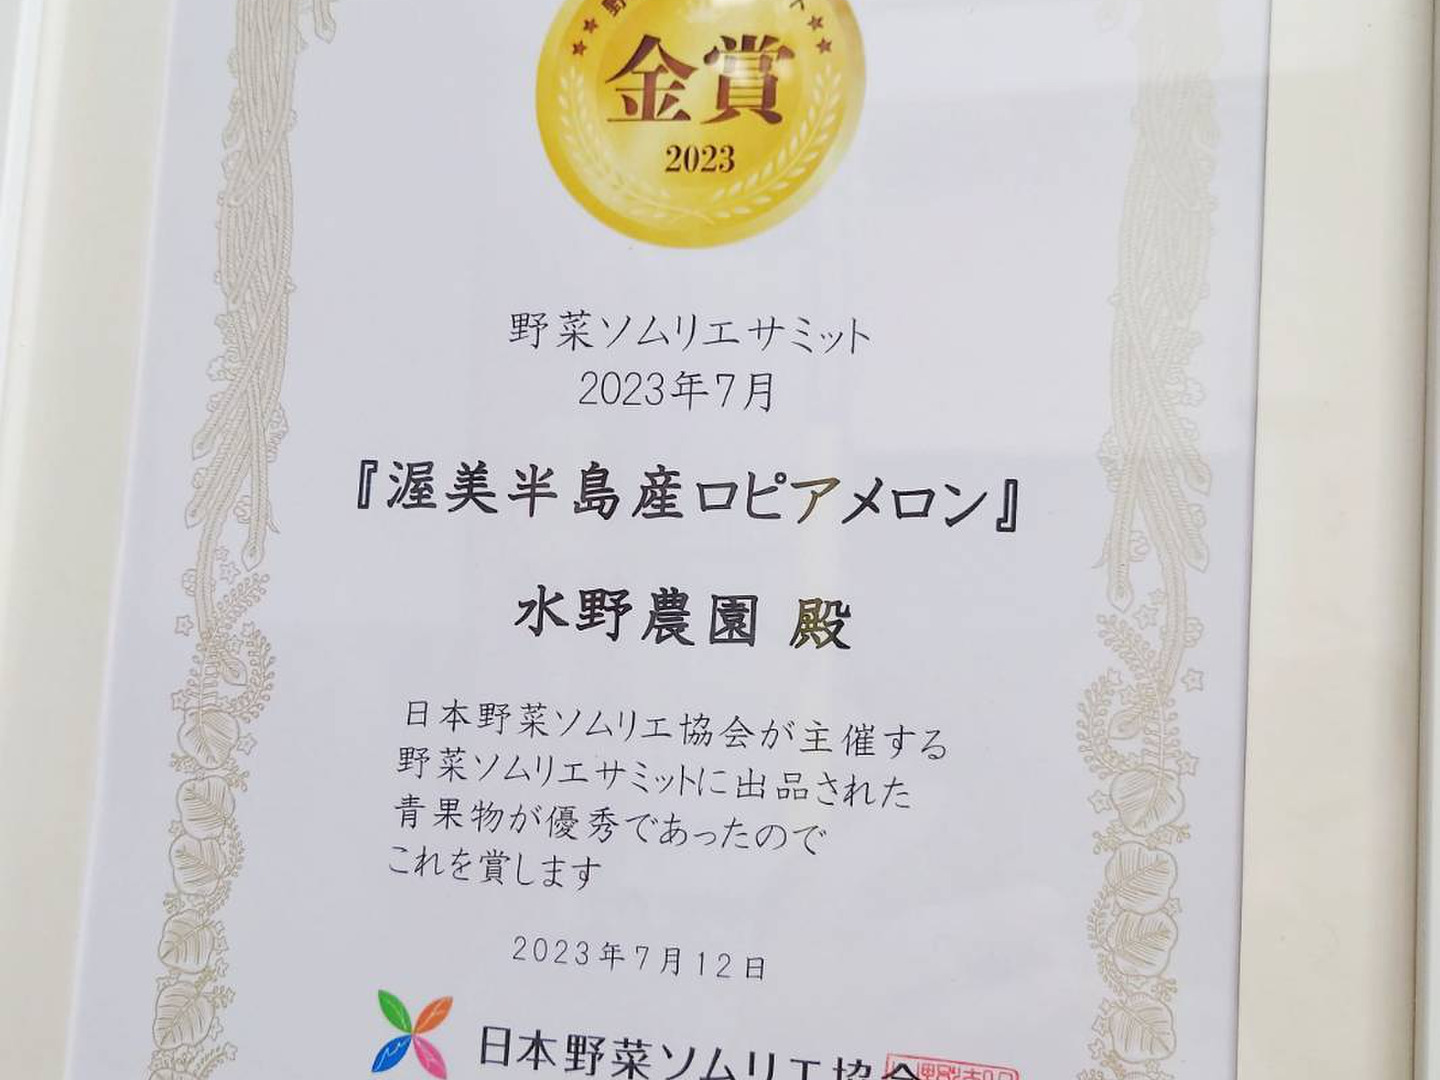 金賞
2023
野菜ソムリエサミット
2023年7月
『渥美半島産ロピアメロン』
水野農園 殿
日本野菜ソムリエ協会が主催する
野菜ソムリエサミットに出品された
青果物が優秀であったので
これを賞します
2023年7月12日
日本野菜ソムリエ協会